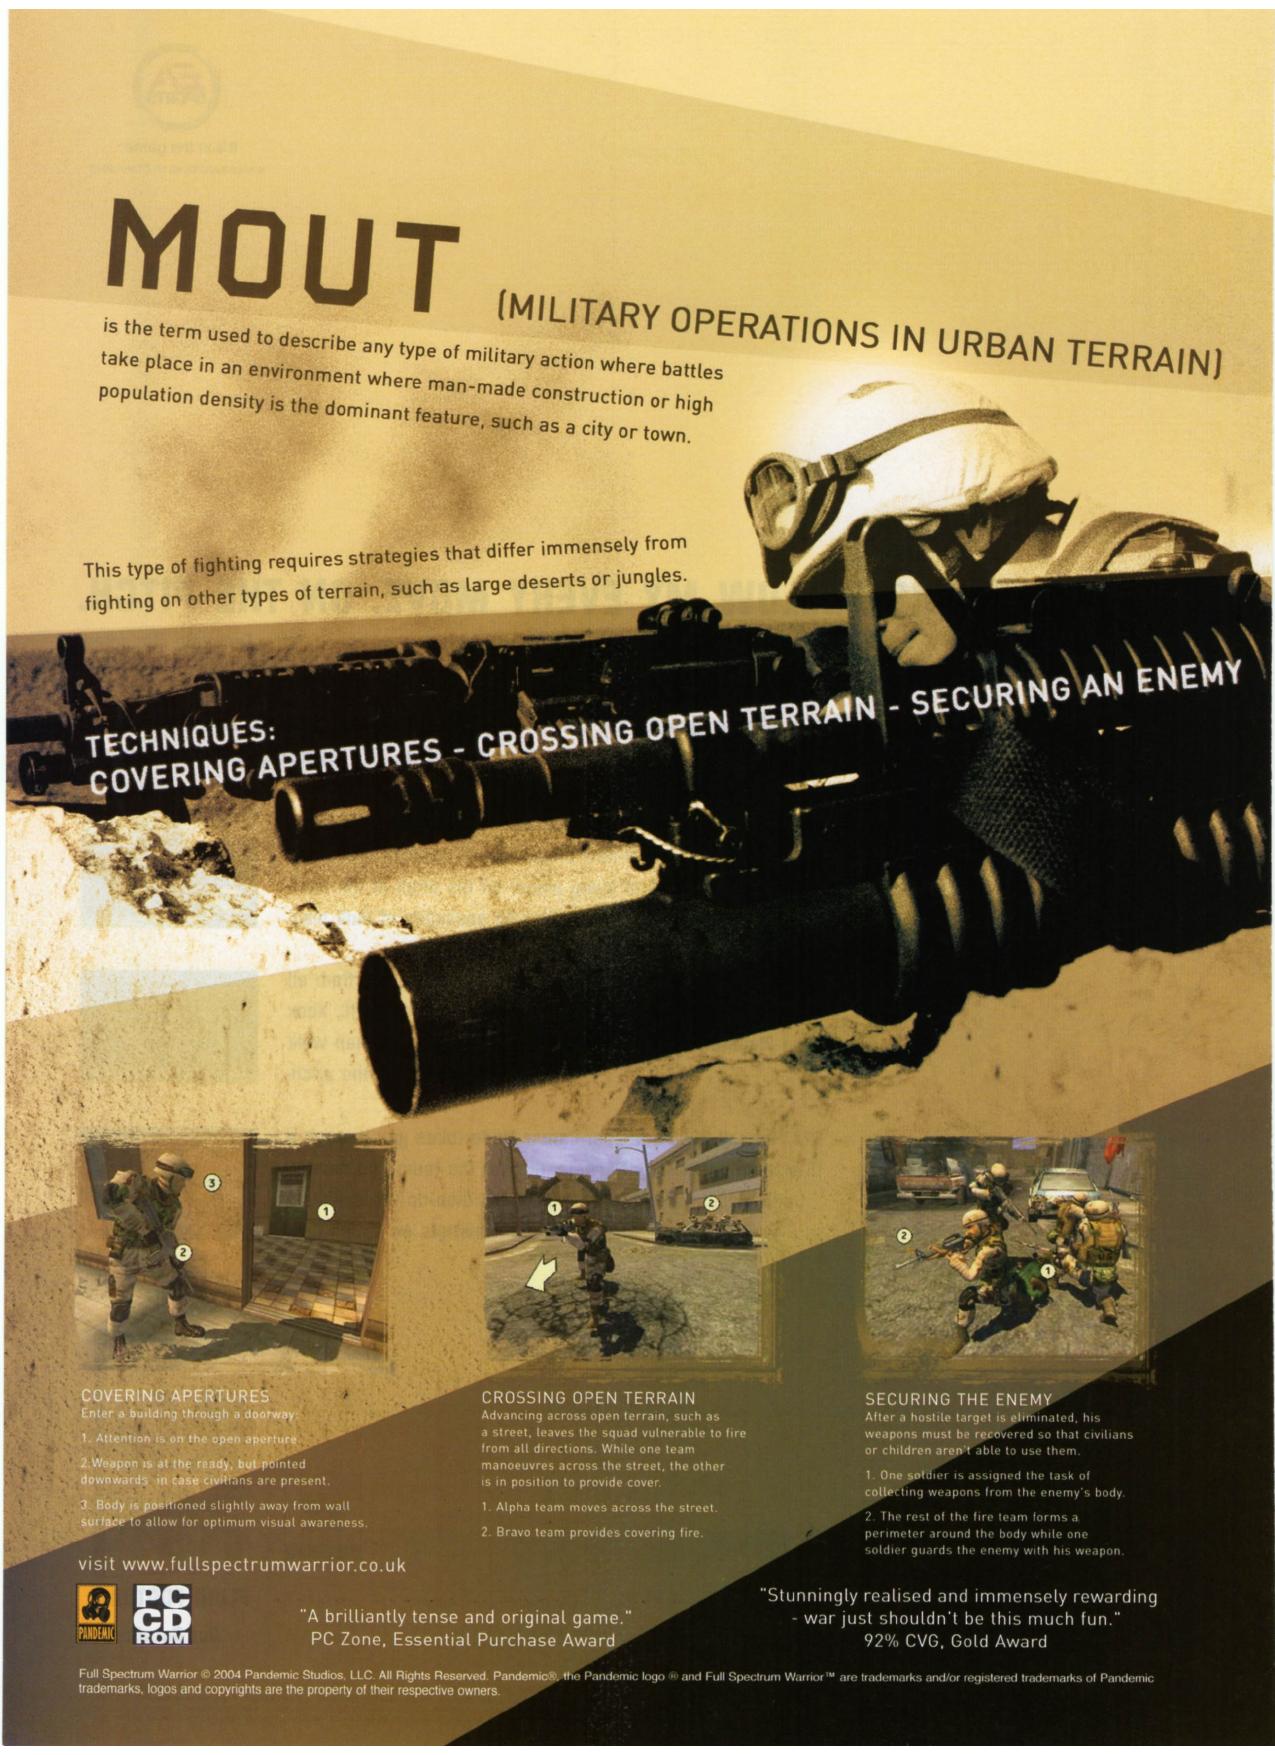 MOUT (MILITARY OPERATIONS IN URBAN TERRAIN)
is the term used to describe any type of military action where battles
take place in an environment where man-made construction or high
population density is the dominant feature, such as a city or town.
This type of fighting requires strategies that differ immensely from
fighting on other types of terrain, such as large deserts or jungles.
TECHNIQUES:
COVERING APERTURES - CROSSING OPEN TERRAIN - SECURING AN ENEMY
3
1
2
1
2
2
1
COVERING APERTURES
Enter a building through a doorway:
1. Attention is on the open aperture.
2.Weapon is at the ready, but pointed
downwards in case civilians are present.
3. Body is positioned slightly away from wall
surface to allow for optimum visual awareness.
CROSSING OPEN TERRAIN
Advancing across open terrain, such as
a street, leaves the squad vulnerable to fire
from all directions. While one team
manoeuvres across the street, the other
is in position to provide cover.
1. Alpha team moves across the street.
2. Bravo team provides covering fire.
SECURING THE ENEMY
After a hostile target is eliminated, his
weapons must be recovered so that civilians
or children aren't able to use them.
1. One soldier is assigned the task of
collecting weapons from the enemy's body.
2. The rest of the fire team forms a
perimeter around the body while one
soldier guards the enemy with his weapon.
visit www.fullspectrumwarrior.co.uk
PANDEMIC
PC
CD
ROM
"A brilliantly tense and original game."
PC Zone, Essential Purchase Award
"Stunningly realised and immensely rewarding
- war just shouldn't be this much fun."
92% CVG, Gold Award
Full Spectrum Warrior © 2004 Pandemic Studios, LLC. All Rights Reserved. Pandemic®, the Pandemic logo ® and Full Spectrum Warrior™ are trademarks and/or registered trademarks of Pandemic
trademarks, logos and copyrights are the property of their respective owners.